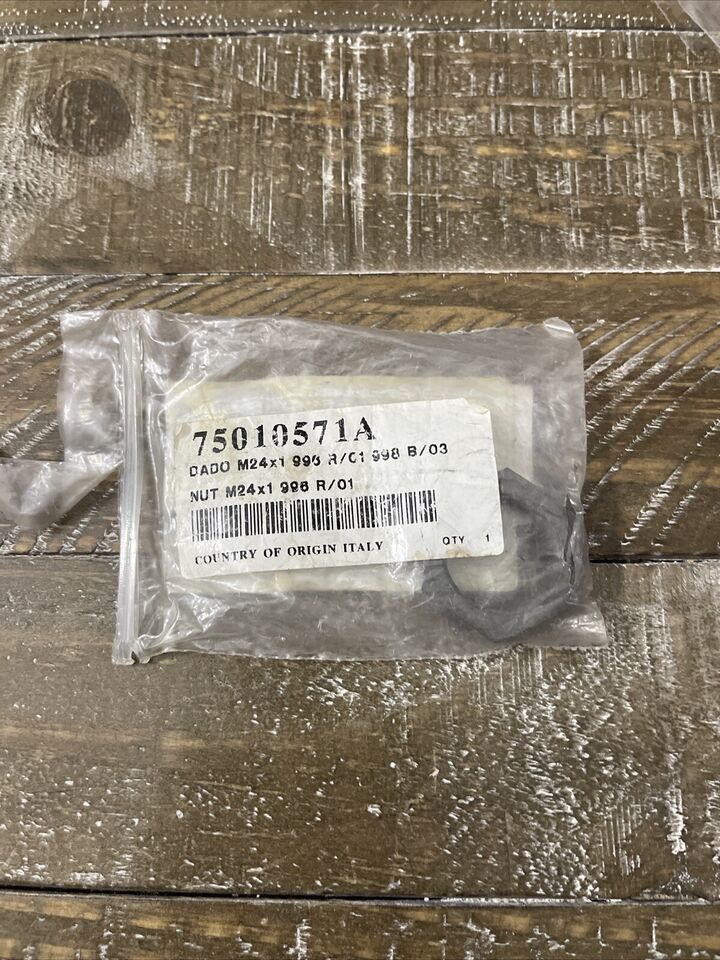 75010571A
DADO M24x1 996 R/01 998 B/03
NUT M24x1 996 R/01
COUNTRY OF ORIGIN ITALY QTY 1